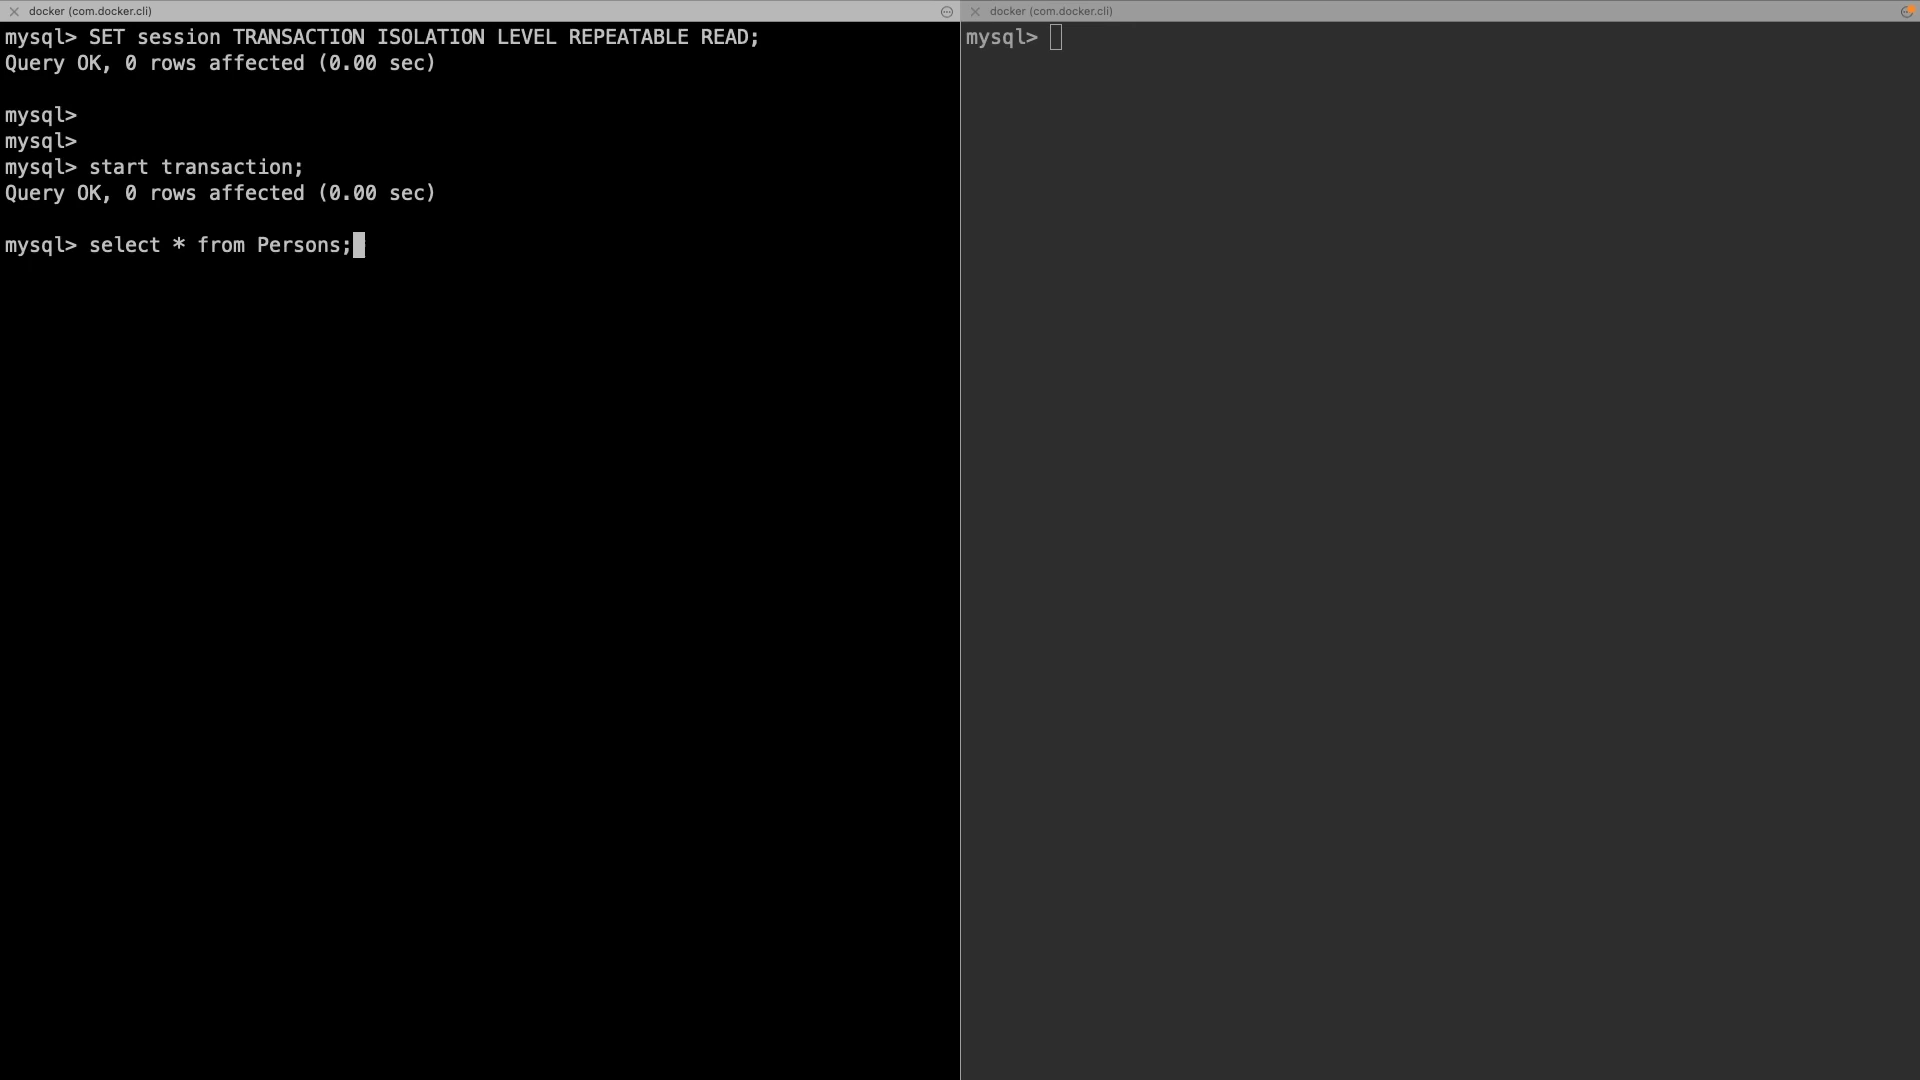 docker (com.docker.cli)
mysql> SET session TRANSACTION ISOLATION LEVEL REPEATABLE READ;
Query OK, 0 rows affected (0.00 sec)
mysql>
mysql>
mysql> start transaction;
Query OK, 0 rows affected (0.00 sec)
mysql> select * from Persons;
docker (com.docker.cli)
mysql>